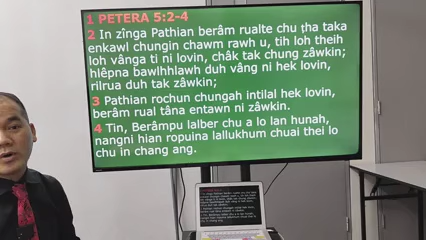 1 PETERA 5:2-4
2 In zînga Pathian berâm rualte chu ṭha taka
enkawl chungin chawm rawh u, tih loh theih
loh vânga ti ni lovin, châk tak chung zâwkin;
hlêpna bawlhhlawh duh vâng ni hek lovin,
rilrua duh tak zâwkin;
3 Pathian rochun chungah intilal hek lovin,
berâm rual tâna entawn ni zâwkin.
4 Tin, Berâmpu lalber chu a lo lan hunah,
nangni hian ropuina lallukhum chuai thei lo
chu in chang ang.